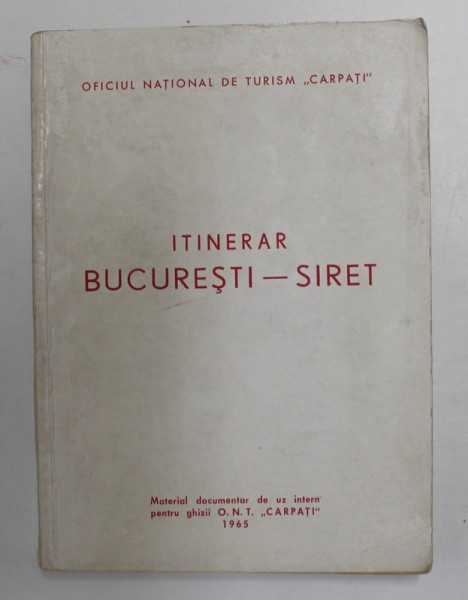 OFICIUL NAȚIONAL DE TURISM „CARPAȚI"
ITINERAR
BUCUREȘTI — SIRET
Material documentar de uz intern
pentru ghizii O.N.T. „CARPAȚI"
1965